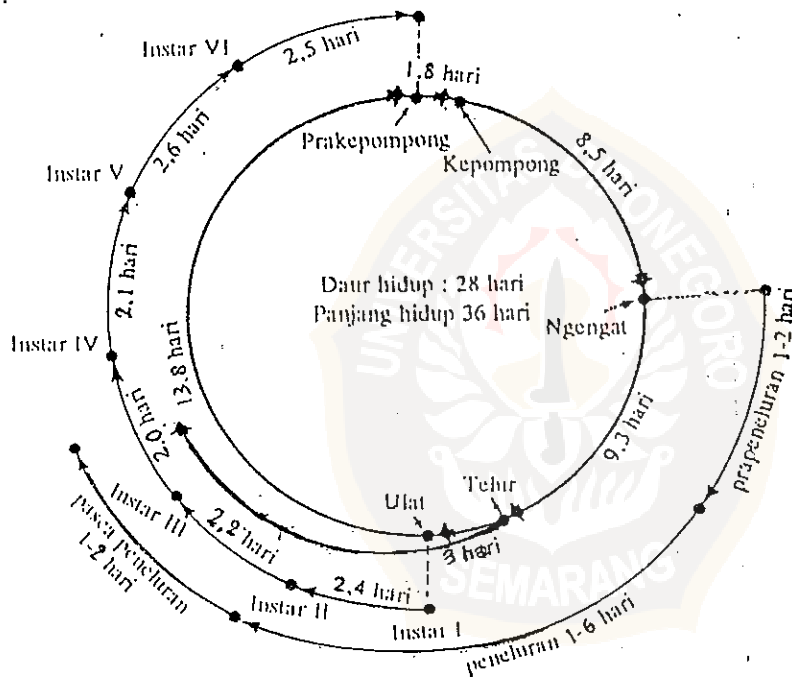 Instar VI
2,5 hari
1,8 hari
Prakepompong
Kepompong
8,5 hari
2,6 hari
Instar V
2,1 hari
Daur hidup : 28 hari
Panjang hidup 36 hari
Ngengat
prapeneluran 1-2 hari
Instar IV
13.8 hari
2,0 hari
9,3 hari
Instar III
pasca peneluran
1-2 hari
2,2 hari
Ulat
Telur
3 hari
2,4 hari
Instar II
Instar I
peneluran 1-6 hari
UNIVERSITAS DIPONEGORO
SEMARANG